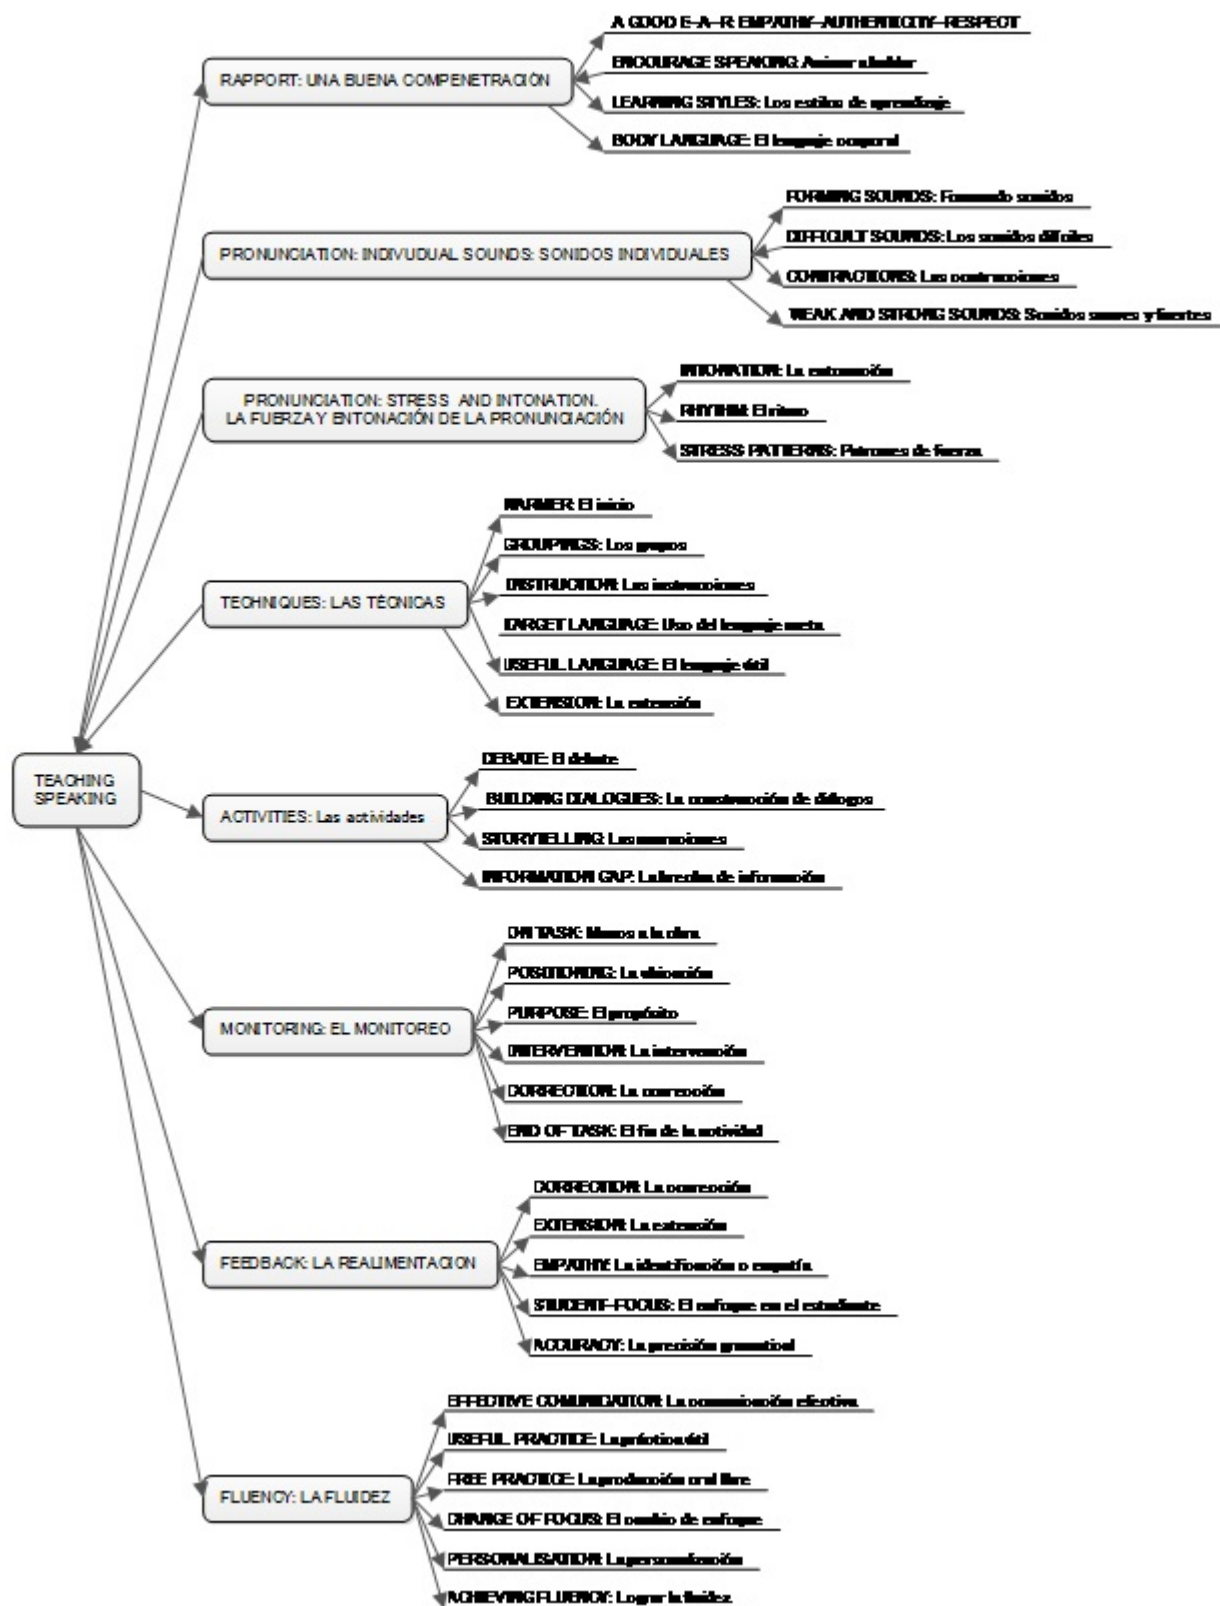 A GOOD E-A-R: EMPATHY-AUTHENTICITY-RESPECT
RAPPORT: UNA BUENA COMPENETRACIÓN
ENCOURAGE SPEAKING: Animar a hablar
LEARNING STYLES: Los estilos de aprendizaje
BODY LANGUAGE: El lenguaje corporal
FORMING SOUNDS: Formando sonidos
PRONUNCIATION: INDIVUDUAL SOUNDS: SONIDOS INDIVIDUALES
DIFFICULT SOUNDS: Los sonidos difíciles
CONTRACTIONS: Las contracciones
WEAK AND STRONG SOUNDS: Sonidos suaves y fuertes
PRONUNCIATION: STRESS AND INTONATION.
LA FUERZA Y ENTONACIÓN DE LA PRONUNCIACIÓN
INTONATION: La entonación
RHYTHM: El ritmo
STRESS PATTERNS: Patrones de fuerza
WARMER: El inicio
GROUPINGS: Los grupos
INSTRUCTION: Las instrucciones
TECHNIQUES: LAS TÉCNICAS
TARGET LANGUAGE: Uso del lenguaje meta
USEFUL LANGUAGE: El lenguaje útil
EXTENSION: La extensión
TEACHING
SPEAKING
DEBATE: El debate
BUILDING DIALOGUES: La construcción de diálogos
ACTIVITIES: Las actividades
STORYTELLING: Las narraciones
INFORMATION GAP: La brecha de información
ON TASK: Manos a la obra
POSITIONING: La ubicación
PURPOSE: El propósito
MONITORING: EL MONITOREO
INTERVENTION: La intervención
CORRECTION: La corrección
END OF TASK: El fin de la actividad
CORRECTION: La corrección
EXTENSION: La extensión
FEEDBACK: LA REALIMENTACION
EMPATHY: La identificación o empatía
STUDENT-FOCUS: El enfoque en el estudiante
ACCURACY: La precisión gramatical
EFFECTIVE COMUNICATION: La comunicación efectiva
USEFUL PRACTICE: La práctica útil
FREE PRACTICE: La producción oral libre
FLUENCY: LA FLUIDEZ
CHANGE OF FOCUS: El cambio de enfoque
PERSONALISATION: La
ACHIEVING FLUENCY: Lograr la fluidez